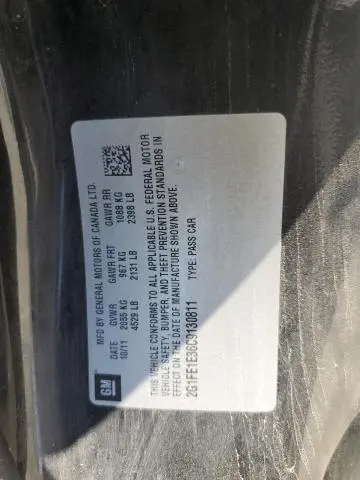 GM
MFD BY GENERAL MOTORS OF CANADA LTD.
DATE GVWR GAWR FRT GAWR RR
10/11 2055 KG 967 KG 1088 KG
4529 LB 2131 LB 2398 LB
THIS VEHICLE CONFORMS TO ALL APPLICABLE U.S. FEDERAL MOTOR
VEHICLE SAFETY, BUMPER, AND THEFT PREVENTION STANDARDS IN
EFFECT ON THE DATE OF MANUFACTURE SHOWN ABOVE.
2G1FE1E36C9130811 TYPE: PASS CAR